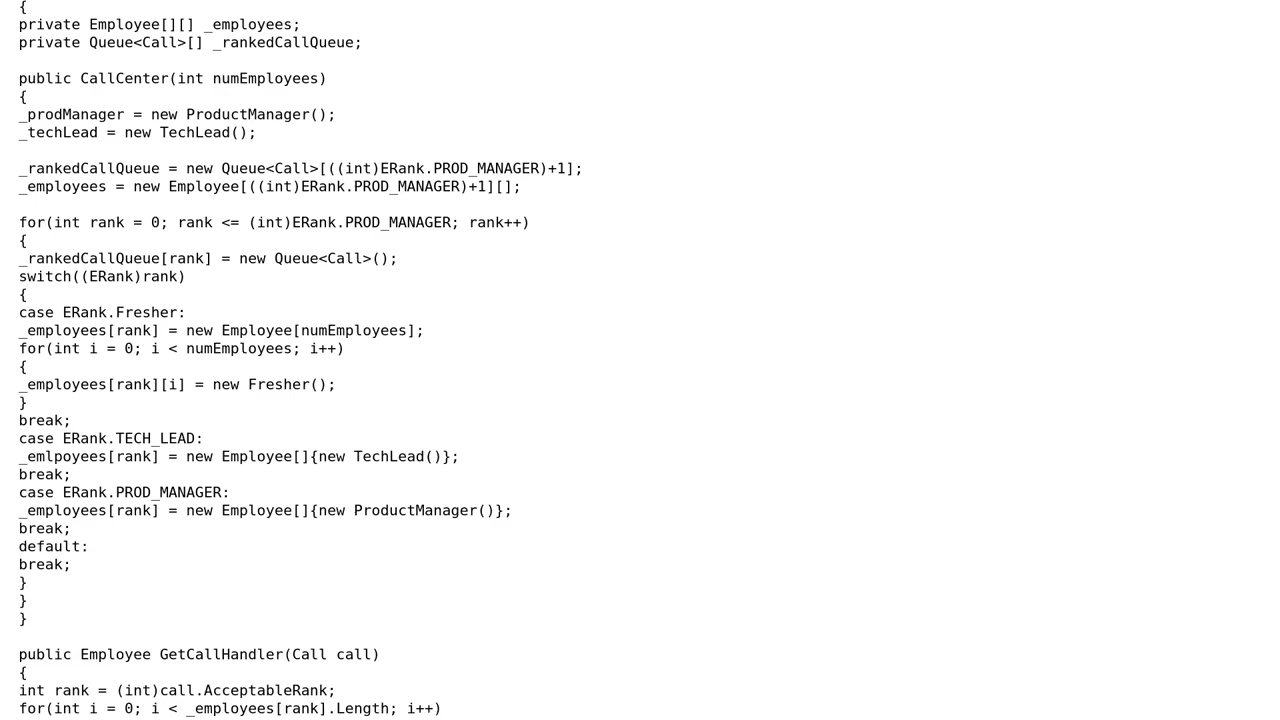 {
private Employee[][] _employees;
private Queue<Call>[] _rankedCallQueue;

public CallCenter(int numEmployees)
{
_prodManager = new ProductManager();
_techLead = new TechLead();

_rankedCallQueue = new Queue<Call>[((int)ERank.PROD_MANAGER)+1];
_employees = new Employee[((int)ERank.PROD_MANAGER)+1][];

for(int rank = 0; rank <= (int)ERank.PROD_MANAGER; rank++)
{
_rankedCallQueue[rank] = new Queue<Call>();
switch((ERank)rank)
{
case ERank.Fresher:
_employees[rank] = new Employee[numEmployees];
for(int i = 0; i < numEmployees; i++)
{
_employees[rank][i] = new Fresher();
}
break;
case ERank.TECH_LEAD:
_emlpoyees[rank] = new Employee[]{new TechLead()};
break;
case ERank.PROD_MANAGER:
_employees[rank] = new Employee[]{new ProductManager()};
break;
default:
break;
}
}
}

public Employee GetCallHandler(Call call)
{
int rank = (int)call.AcceptableRank;
for(int i = 0; i < _employees[rank].Length; i++)